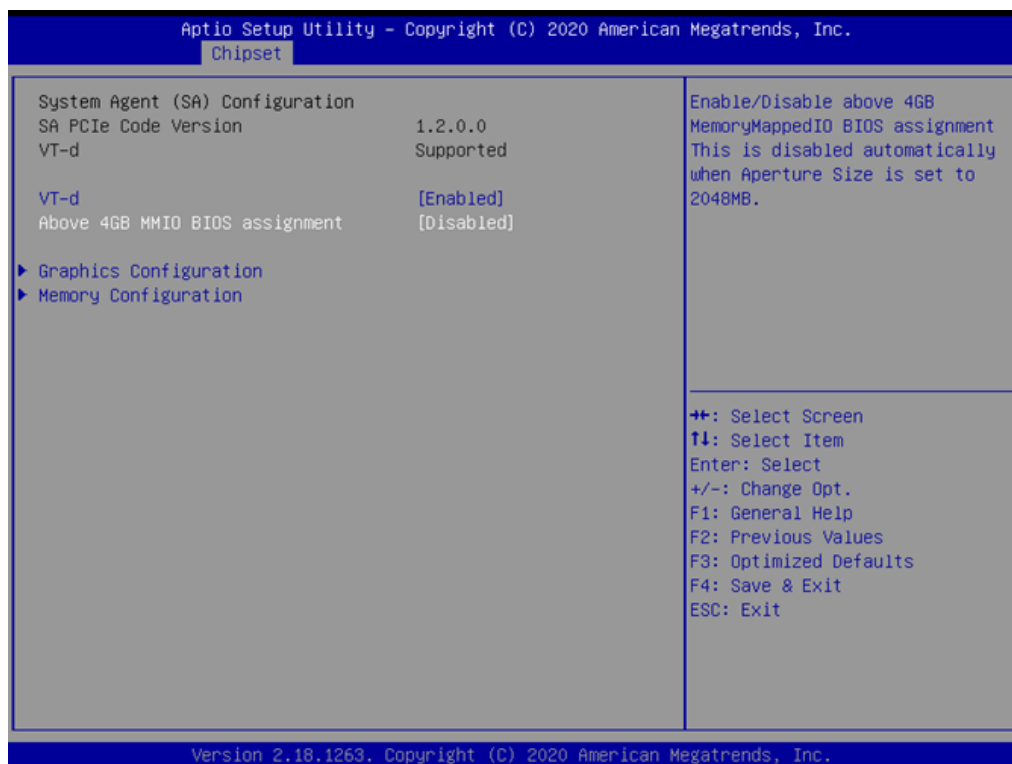 Aptio Setup Utility – Copyright (C) 2020 American Megatrends, Inc.
Chipset
System Agent (SA) Configuration
SA PCIe Code Version 1.2.0.0
VT-d Supported
VT-d [Enabled]
Above 4GB MMIO BIOS assignment [Disabled]
Graphics Configuration
Memory Configuration
Enable/Disable above 4GB
MemoryMappedIO BIOS assignment
This is disabled automatically
when Aperture Size is set to
2048MB.
→←: Select Screen
↑↓: Select Item
Enter: Select
+/-: Change Opt.
F1: General Help
F2: Previous Values
F3: Optimized Defaults
F4: Save & Exit
ESC: Exit
Version 2.18.1263. Copyright (C) 2020 American Megatrends, Inc.